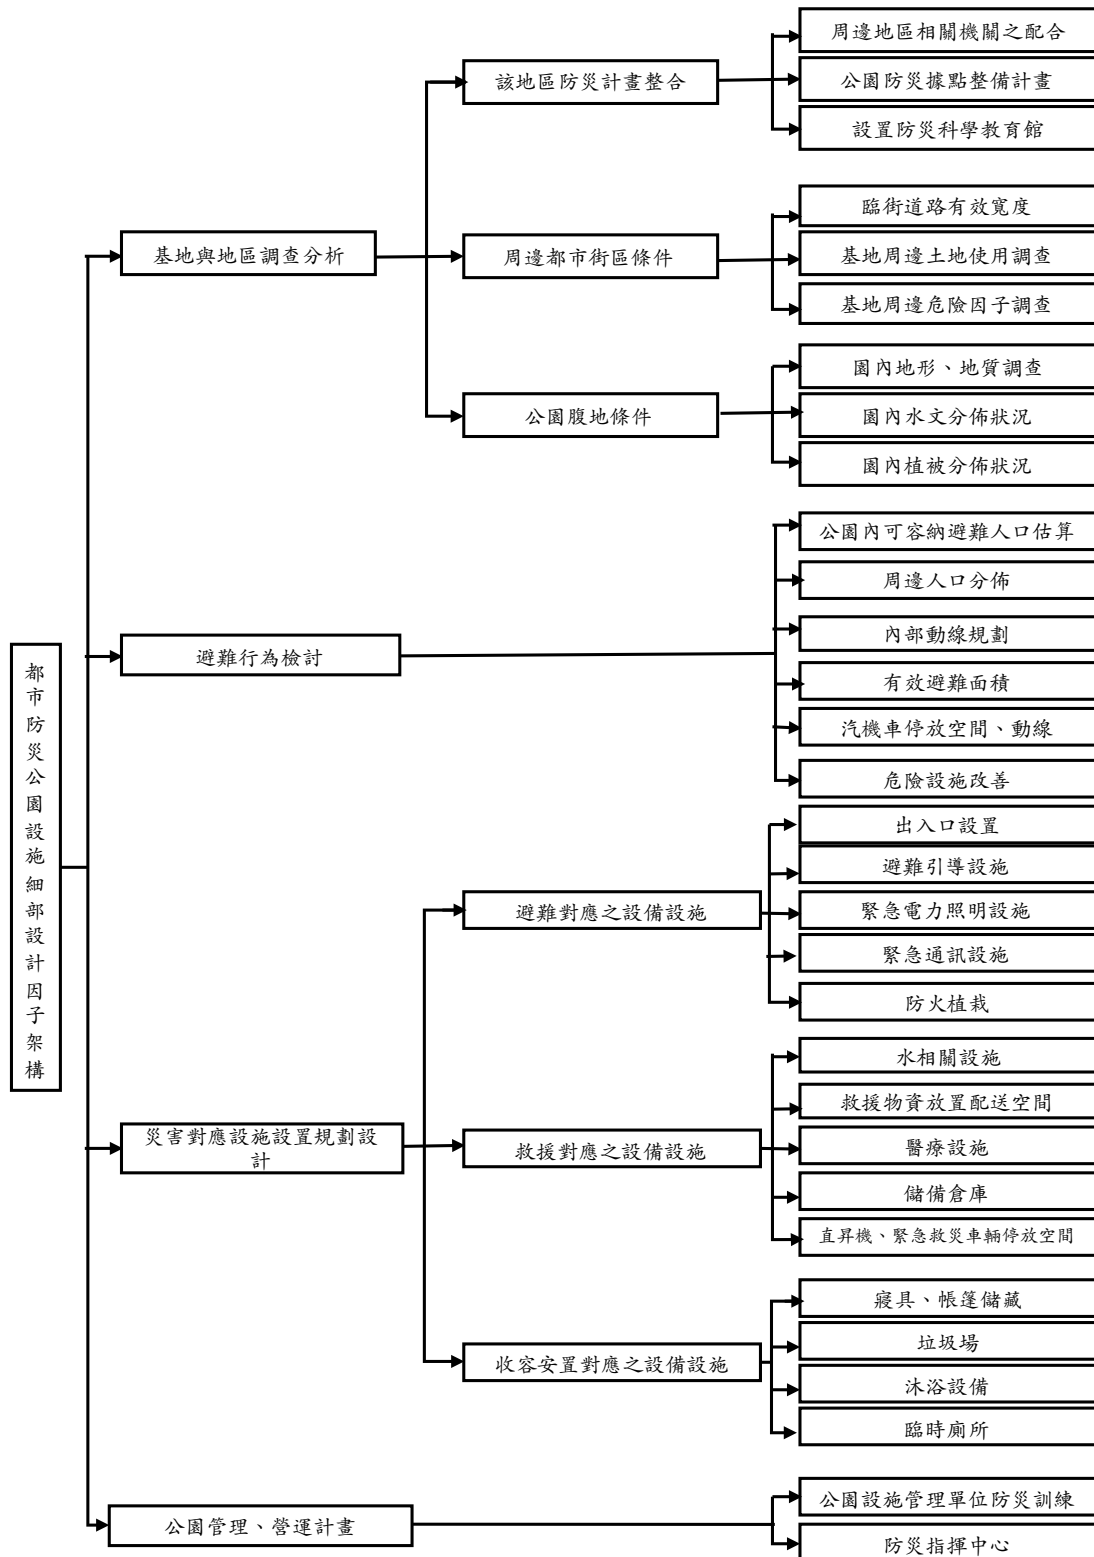 都市防災公園設施細部設計因子架構
基地與地區調查分析
該地區防災計畫整合
周邊地區相關機關之配合
公園防災據點整備計畫
設置防災科學教育館
周邊都市街區條件
臨街道路有效寬度
基地周邊土地使用調查
基地周邊危險因子調查
公園腹地條件
園內地形、地質調查
園內水文分佈狀況
園內植被分佈狀況
避難行為檢討
公園內可容納避難人口估算
周邊人口分佈
內部動線規劃
有效避難面積
汽機車停放空間、動線
危險設施改善
災害對應設施設置規劃設
計
避難對應之設備設施
出入口設置
避難引導設施
緊急電力照明設施
緊急通訊設施
防火植栽
救援對應之設備設施
水相關設施
救援物資放置配送空間
醫療設施
儲備倉庫
直昇機、緊急救災車輛停放空間
收容安置對應之設備設施
寢具、帳篷儲藏
垃圾場
沐浴設備
臨時廁所
公園管理、營運計畫
公園設施管理單位防災訓練
防災指揮中心